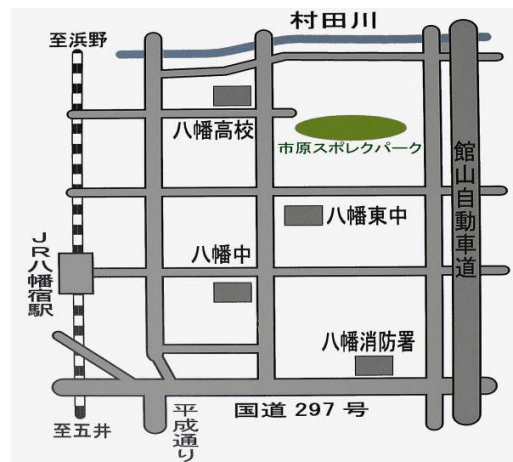 村田川
至浜野
八幡高校
市原スポレクパーク
館山自動車道
八幡東中
JR八幡宿駅
八幡中
八幡消防署
国道297号
平成通り
至五井